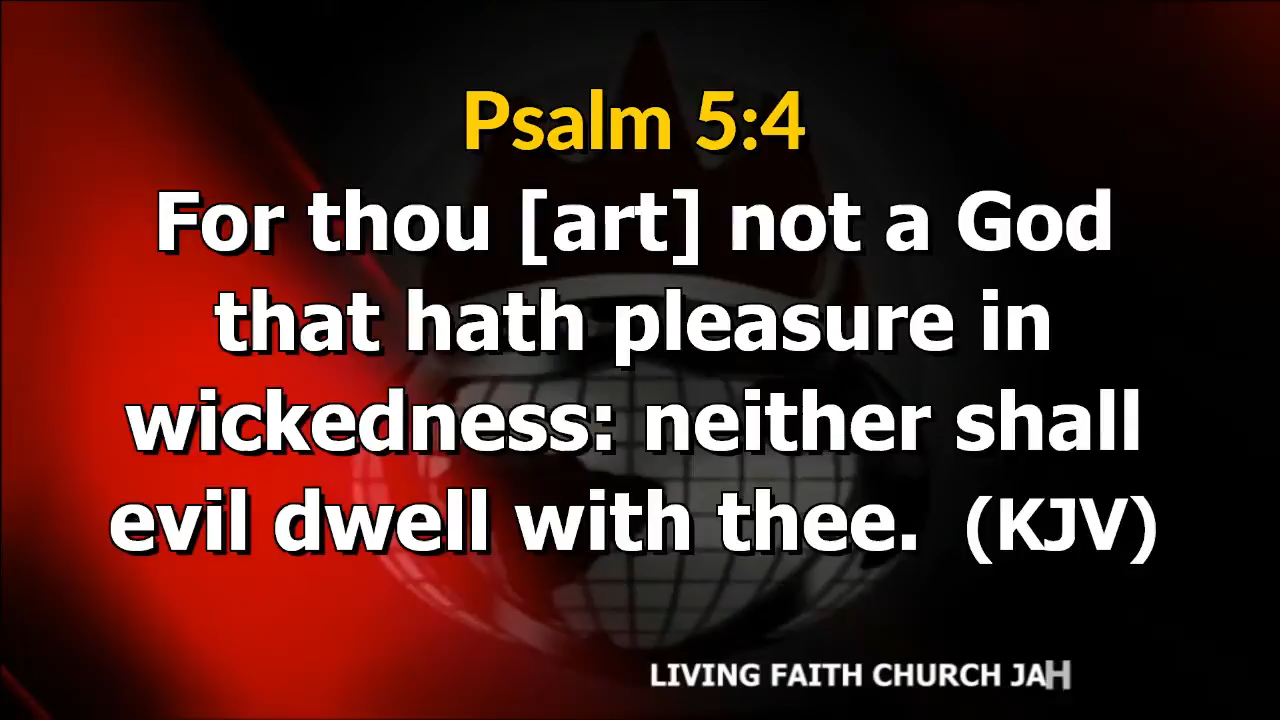 Psalm 5:4
For thou [art] not a God
that hath pleasure in
wickedness: neither shall
evil dwell with thee. (KJV)
LIVING FAITH CHURCH JAH